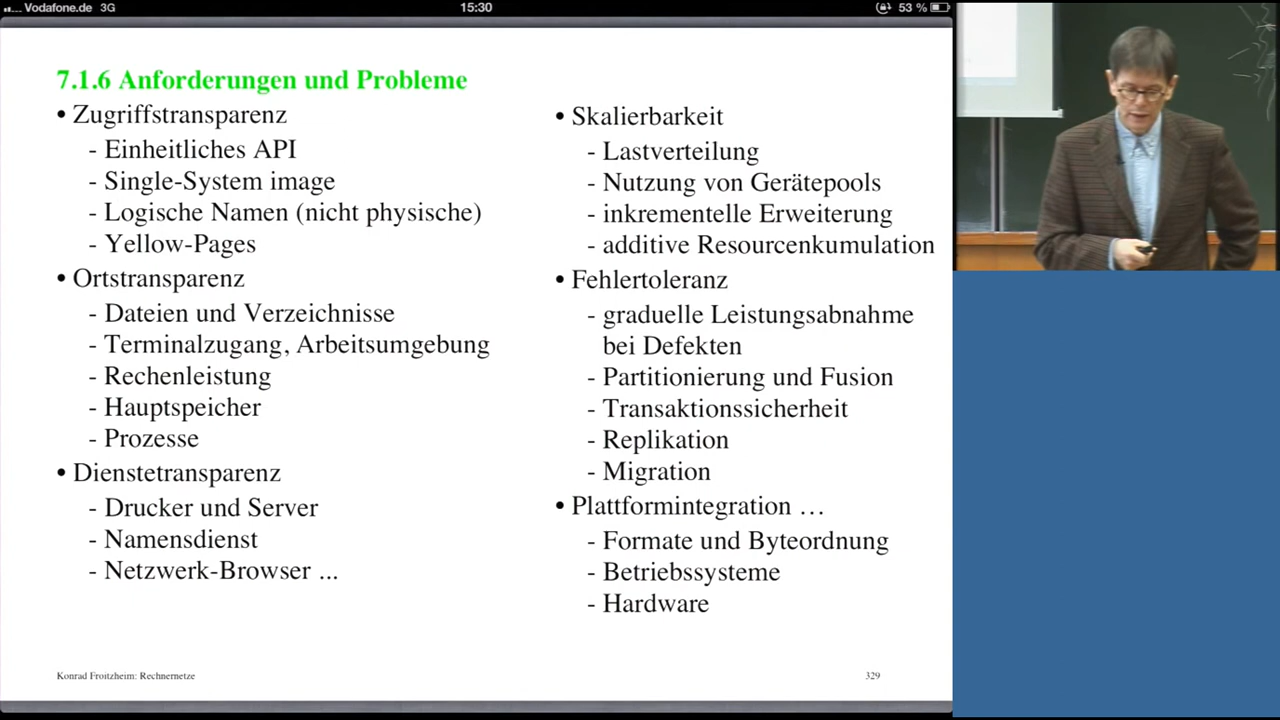 Vodafone.de 3G
15:30
53 %
7.1.6 Anforderungen und Probleme
• Zugriffstransparenz
- Einheitliches API
- Single-System image
- Logische Namen (nicht physische)
- Yellow-Pages
• Ortstransparenz
- Dateien und Verzeichnisse
- Terminalzugang, Arbeitsumgebung
- Rechenleistung
- Hauptspeicher
- Prozesse
• Dienstetransparenz
- Drucker und Server
- Namensdienst
- Netzwerk-Browser ...
• Skalierbarkeit
- Lastverteilung
- Nutzung von Gerätepools
- inkrementelle Erweiterung
- additive Resourcenkumulation
• Fehlertoleranz
- graduelle Leistungsabnahme
bei Defekten
- Partitionierung und Fusion
- Transaktionssicherheit
- Replikation
- Migration
• Plattformintegration …
- Formate und Byteordnung
- Betriebssysteme
- Hardware
Konrad Froitzheim: Rechnernetze
329